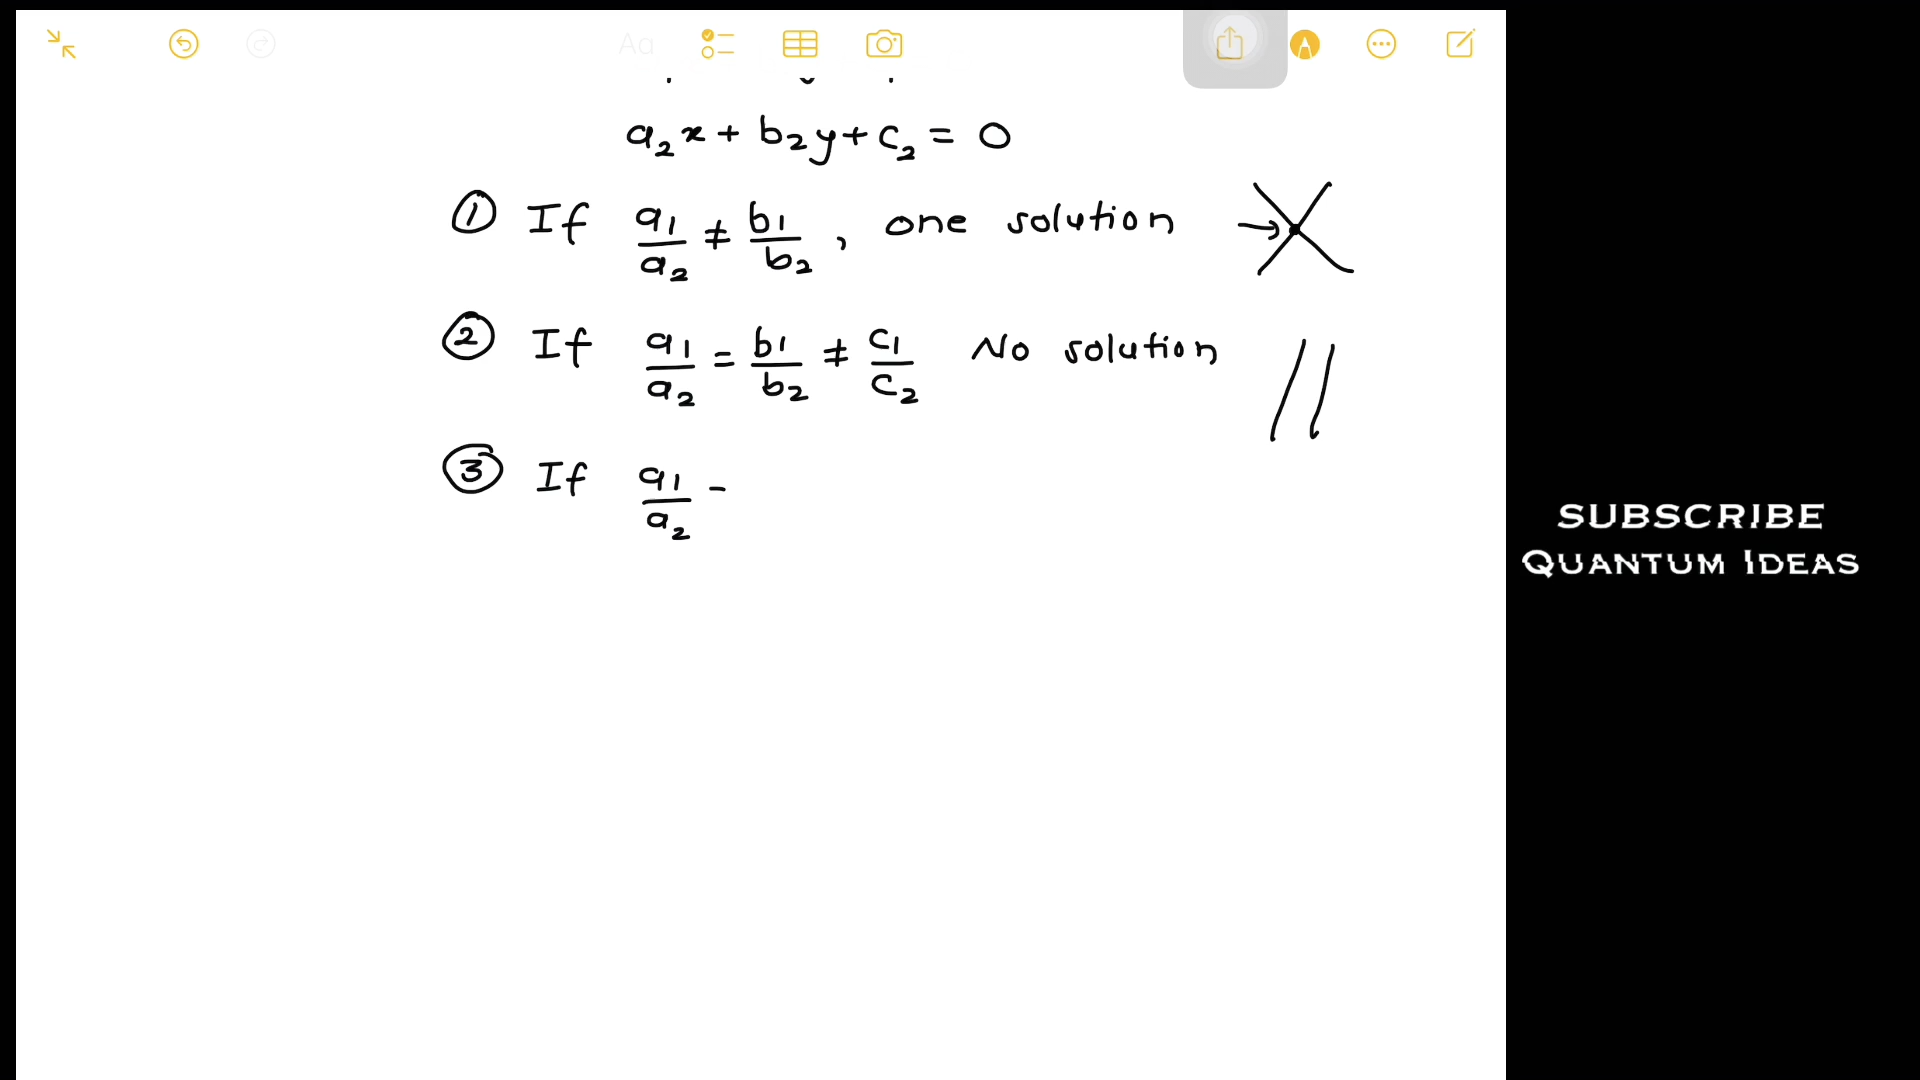 Aa
a₂x + b₂y + c₂ = 0
① If a₁/a₂ ≠ b₁/b₂ , one solution
② If a₁/a₂ = b₁/b₂ ≠ c₁/c₂ No solution
③ If a₁/a₂ -
SUBSCRIBE
QUANTUM IDEAS